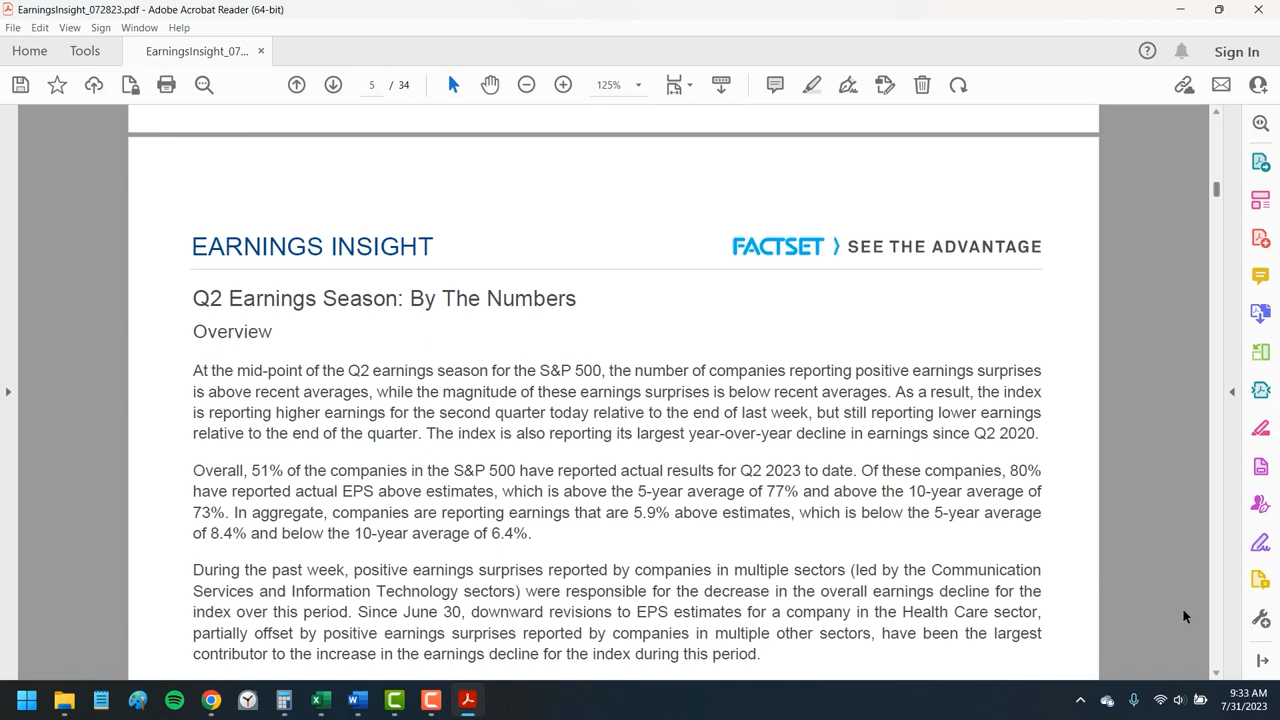 EarningsInsight_072823.pdf - Adobe Acrobat Reader (64-bit)
File Edit View Sign Window Help
Home Tools EarningsInsight_07... × Sign In
5 / 34 125%
EARNINGS INSIGHT
FACTSET ⟩ SEE THE ADVANTAGE
Q2 Earnings Season: By The Numbers
Overview
At the mid-point of the Q2 earnings season for the S&P 500, the number of companies reporting positive earnings surprises
is above recent averages, while the magnitude of these earnings surprises is below recent averages. As a result, the index
is reporting higher earnings for the second quarter today relative to the end of last week, but still reporting lower earnings
relative to the end of the quarter. The index is also reporting its largest year-over-year decline in earnings since Q2 2020.
Overall, 51% of the companies in the S&P 500 have reported actual results for Q2 2023 to date. Of these companies, 80%
have reported actual EPS above estimates, which is above the 5-year average of 77% and above the 10-year average of
73%. In aggregate, companies are reporting earnings that are 5.9% above estimates, which is below the 5-year average
of 8.4% and below the 10-year average of 6.4%.
During the past week, positive earnings surprises reported by companies in multiple sectors (led by the Communication
Services and Information Technology sectors) were responsible for the decrease in the overall earnings decline for the
index over this period. Since June 30, downward revisions to EPS estimates for a company in the Health Care sector,
partially offset by positive earnings surprises reported by companies in multiple other sectors, have been the largest
contributor to the increase in the earnings decline for the index during this period.
9:33 AM
7/31/2023